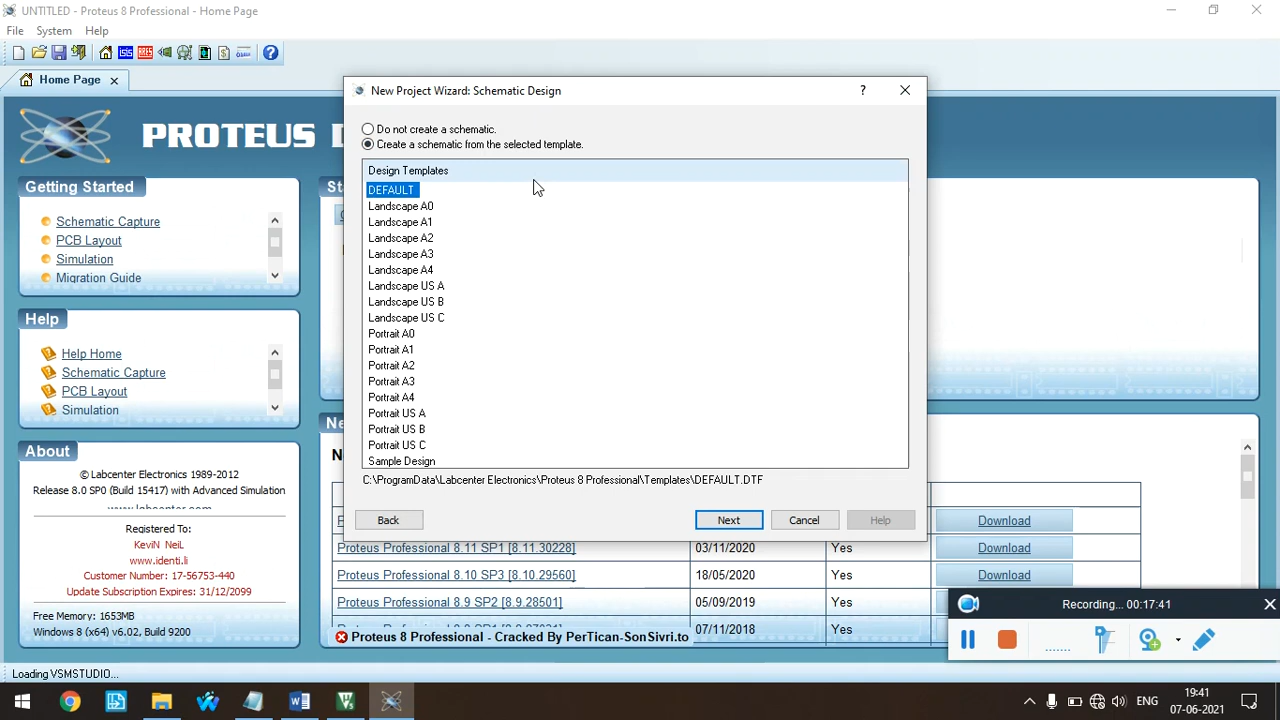 UNTITLED - Proteus 8 Professional - Home Page
File System Help
Home Page
New Project Wizard: Schematic Design
Do not create a schematic.
Create a schematic from the selected template.
Design Templates
DEFAULT
Landscape A0
Landscape A1
Landscape A2
Landscape A3
Landscape A4
Landscape US A
Landscape US B
Landscape US C
Portrait A0
Portrait A1
Portrait A2
Portrait A3
Portrait A4
Portrait US A
Portrait US B
Portrait US C
Sample Design
C:\ProgramData\Labcenter Electronics\Proteus 8 Professional\Templates\DEFAULT.DTF
Back Next Cancel Help
PROTEUS D
Getting Started
Schematic Capture
PCB Layout
Simulation
Migration Guide
Help
Help Home
Schematic Capture
PCB Layout
Simulation
About
© Labcenter Electronics 1989-2012
Release 8.0 SP0 (Build 15417) with Advanced Simulation
www.labcenter.com
Registered To:
KeviN NeiL
www.identi.li
Customer Number: 17-56753-440
Update Subscription Expires: 31/12/2099
Free Memory: 1653MB
Windows 8 (x64) v6.02, Build 9200
Download
Proteus Professional 8.11 SP1 [8.11.30228] 03/11/2020 Yes Download
Proteus Professional 8.10 SP3 [8.10.29560] 18/05/2020 Yes Download
Proteus Professional 8.9 SP2 [8.9.28501] 05/09/2019 Yes
07/11/2018 Yes
Proteus 8 Professional - Cracked By PerTican-SonSivri.to
Recording... 00:17:41
Loading VSMSTUDIO...
ENG
19:41
07-06-2021